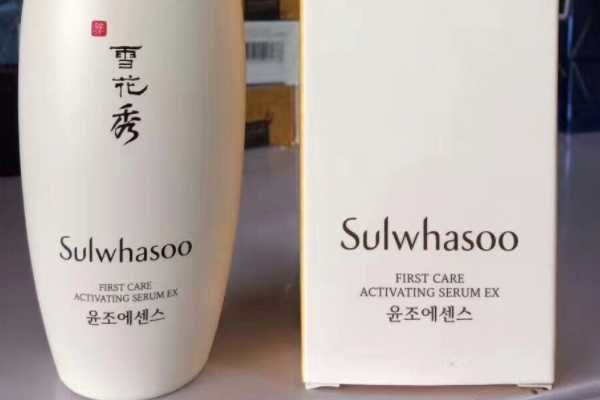 雪花秀
Sulwhasoo
FIRST CARE
ACTIVATING SERUM EX
윤조에센스
Sulwhasoo
FIRST CARE
ACTIVATING SERUM EX
윤조에센스